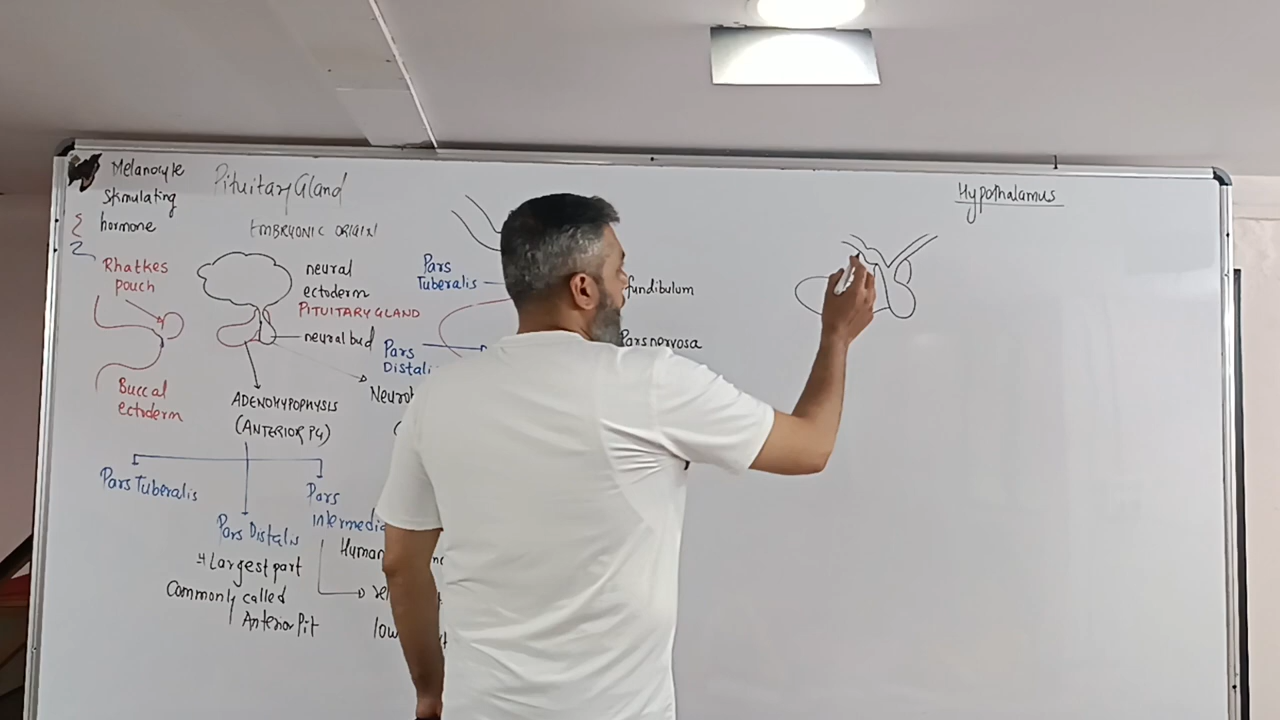 Melanocyte
Stimulating
hormone
Pituitary Gland
EMBRYONIC ORIGIN
Rhatkes
pouch
Buccal
ectoderm
neural
ectoderm
PITUITARY GLAND
neural bud
ADENOHYPOPHYSIS
(ANTERIOR PG)
Pars Tuberalis
Pars Distalis
Largest part
Commonly called
Anterior Pit
Pars
Human
Pars
Tuberalis
Pars
Pars nervosa
Hypothalamus